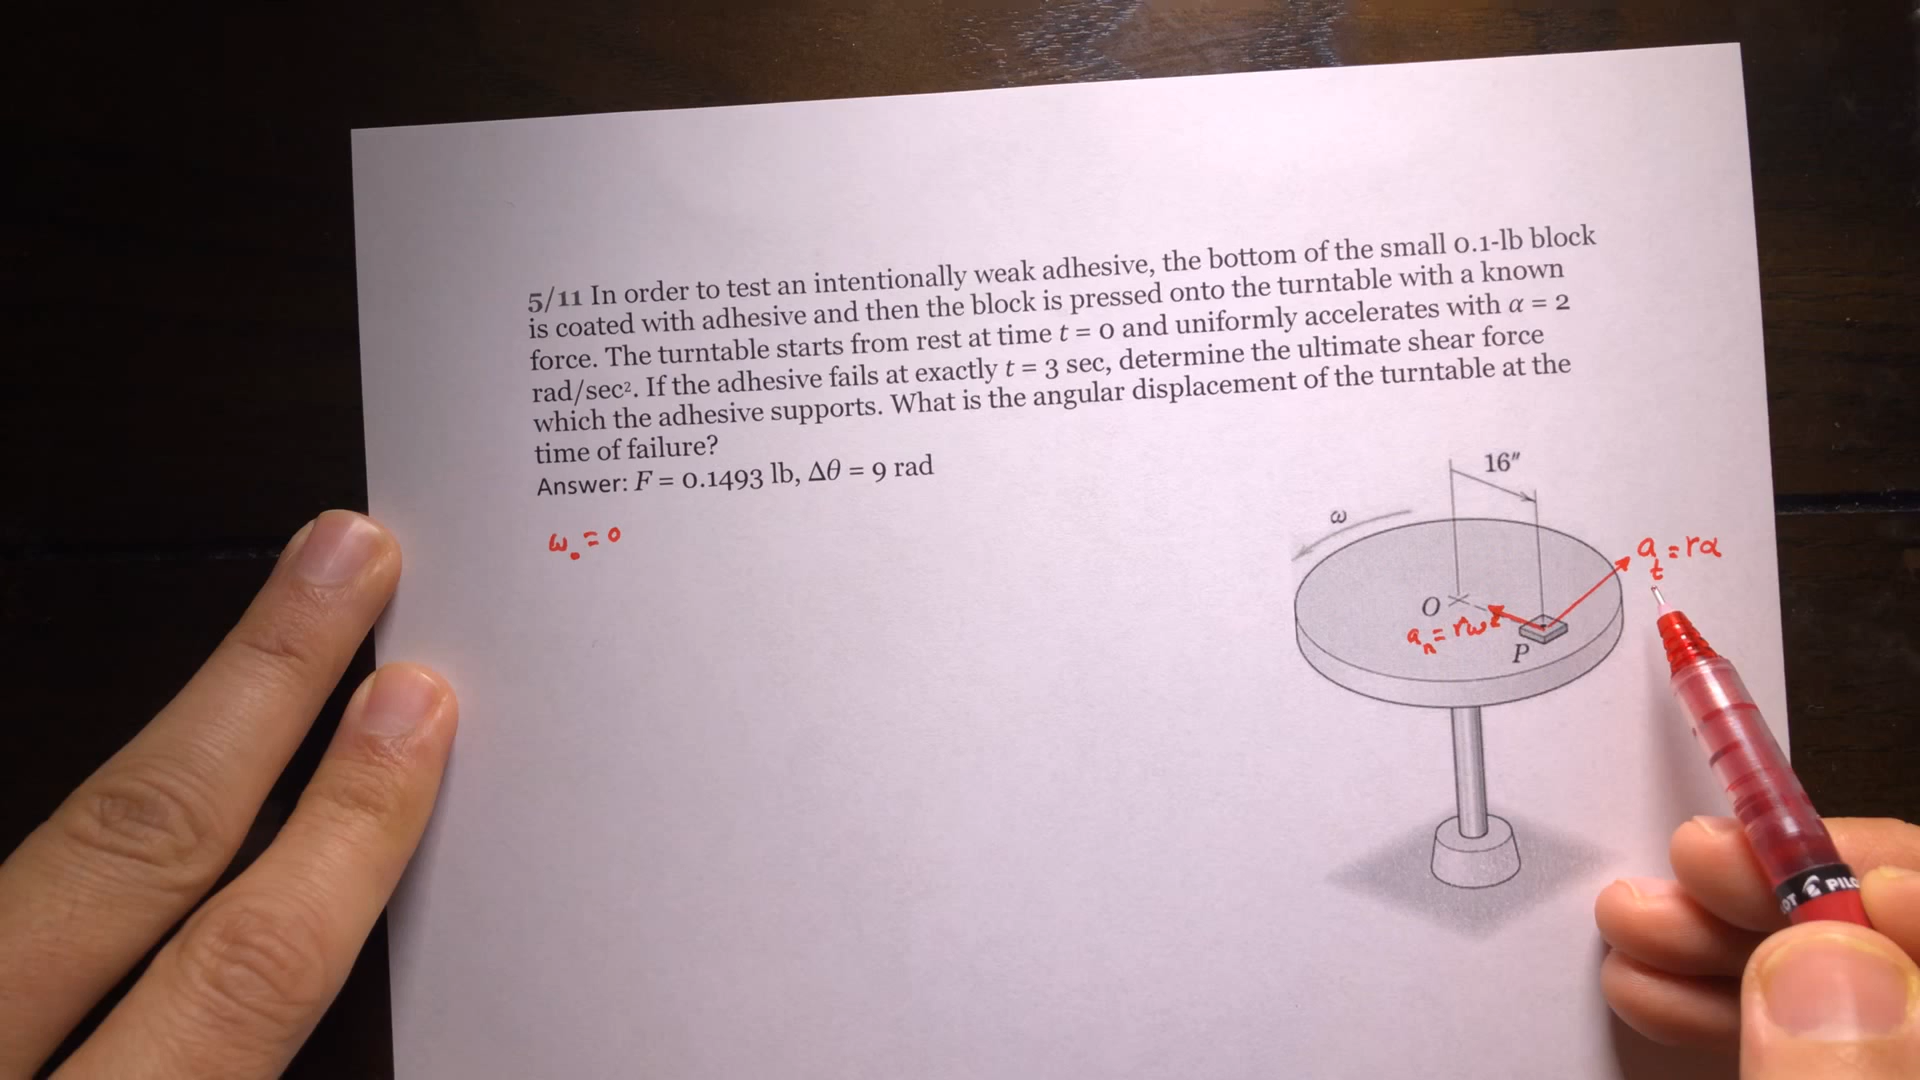 5/11 In order to test an intentionally weak adhesive, the bottom of the small 0.1-lb block
is coated with adhesive and then the block is pressed onto the turntable with a known
force. The turntable starts from rest at time t = 0 and uniformly accelerates with α = 2
rad/sec². If the adhesive fails at exactly t = 3 sec, determine the ultimate shear force
which the adhesive supports. What is the angular displacement of the turntable at the
time of failure?
Answer: F = 0.1493 lb, Δθ = 9 rad
ω₀ = 0
16″
ω
a_t = rα
O
a_n = rω²
P
PILO